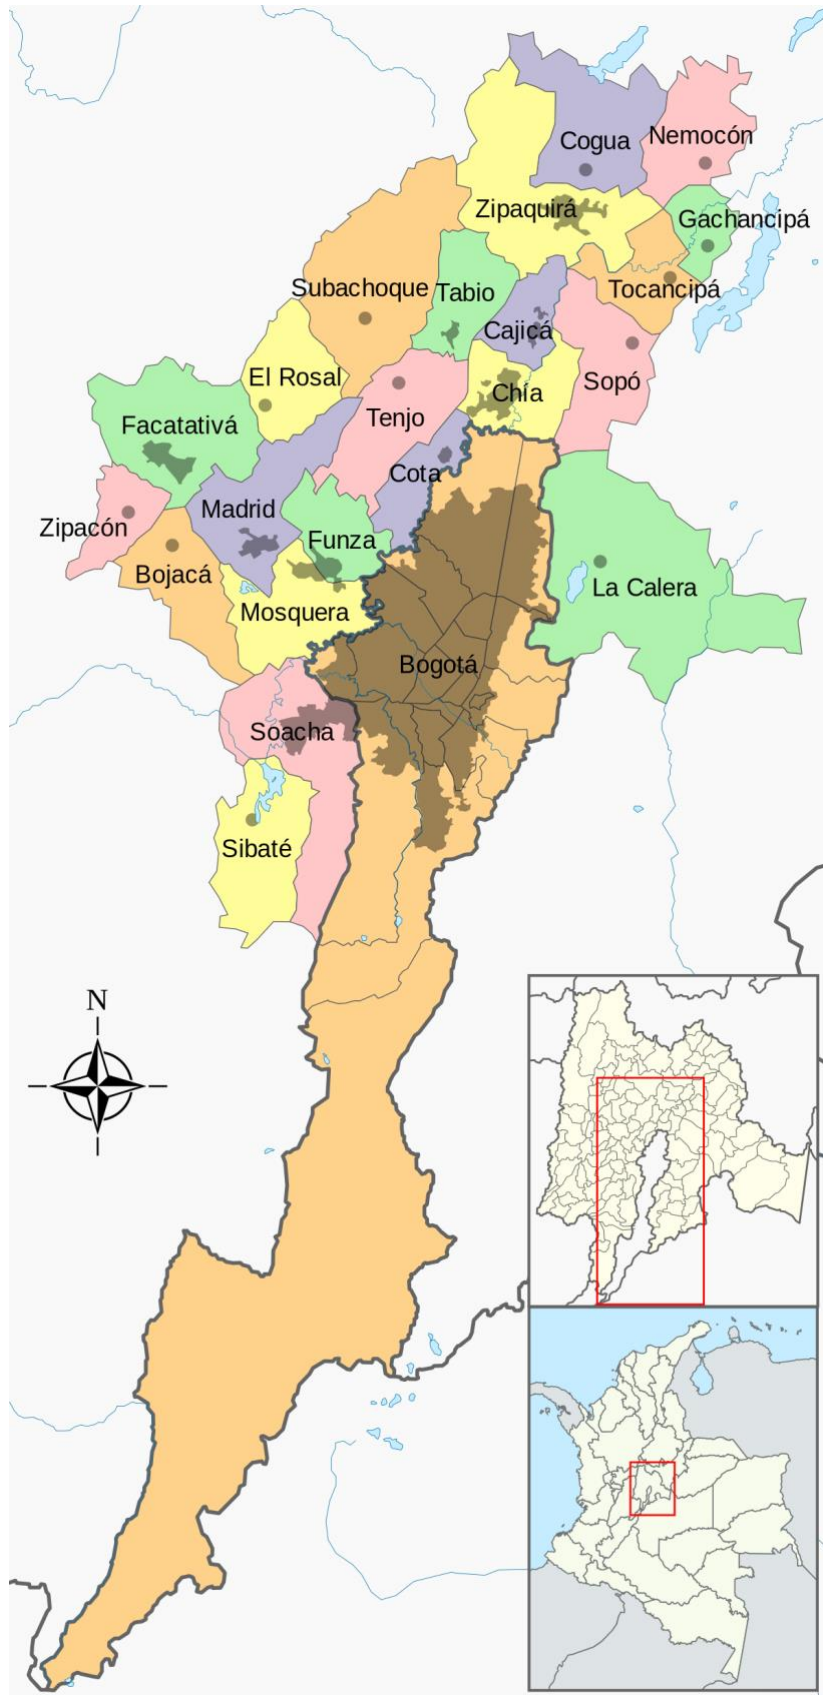 Cogua
Nemocón
Zipaquirá
Gachancipá
Subachoque
Tabio
Tocancipá
Cajicá
El Rosal
Sopó
Chía
Tenjo
Facatativá
Cota
Madrid
Zipacón
Funza
Bojacá
La Calera
Mosquera
Bogotá
Soacha
Sibaté
N